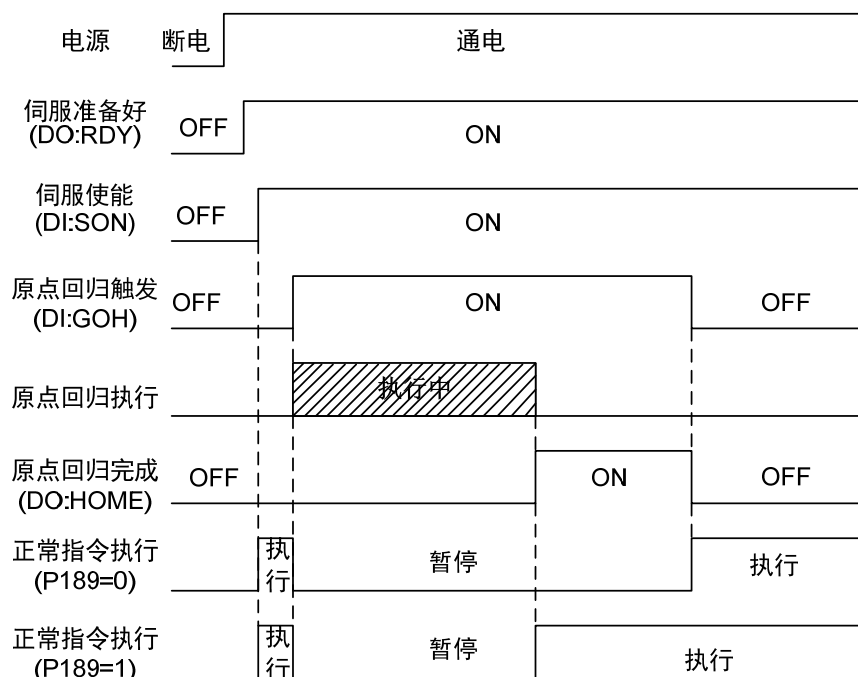 电源 断电 通电
伺服准备好
(DO:RDY) OFF ON
伺服使能
(DI:SON) OFF ON
原点回归触发
(DI:GOH) OFF ON OFF
原点回归执行 执行中
原点回归完成
(DO:HOME) OFF ON OFF
正常指令执行
(P189=0) 执行 暂停 执行
正常指令执行
(P189=1) 执行 暂停 执行